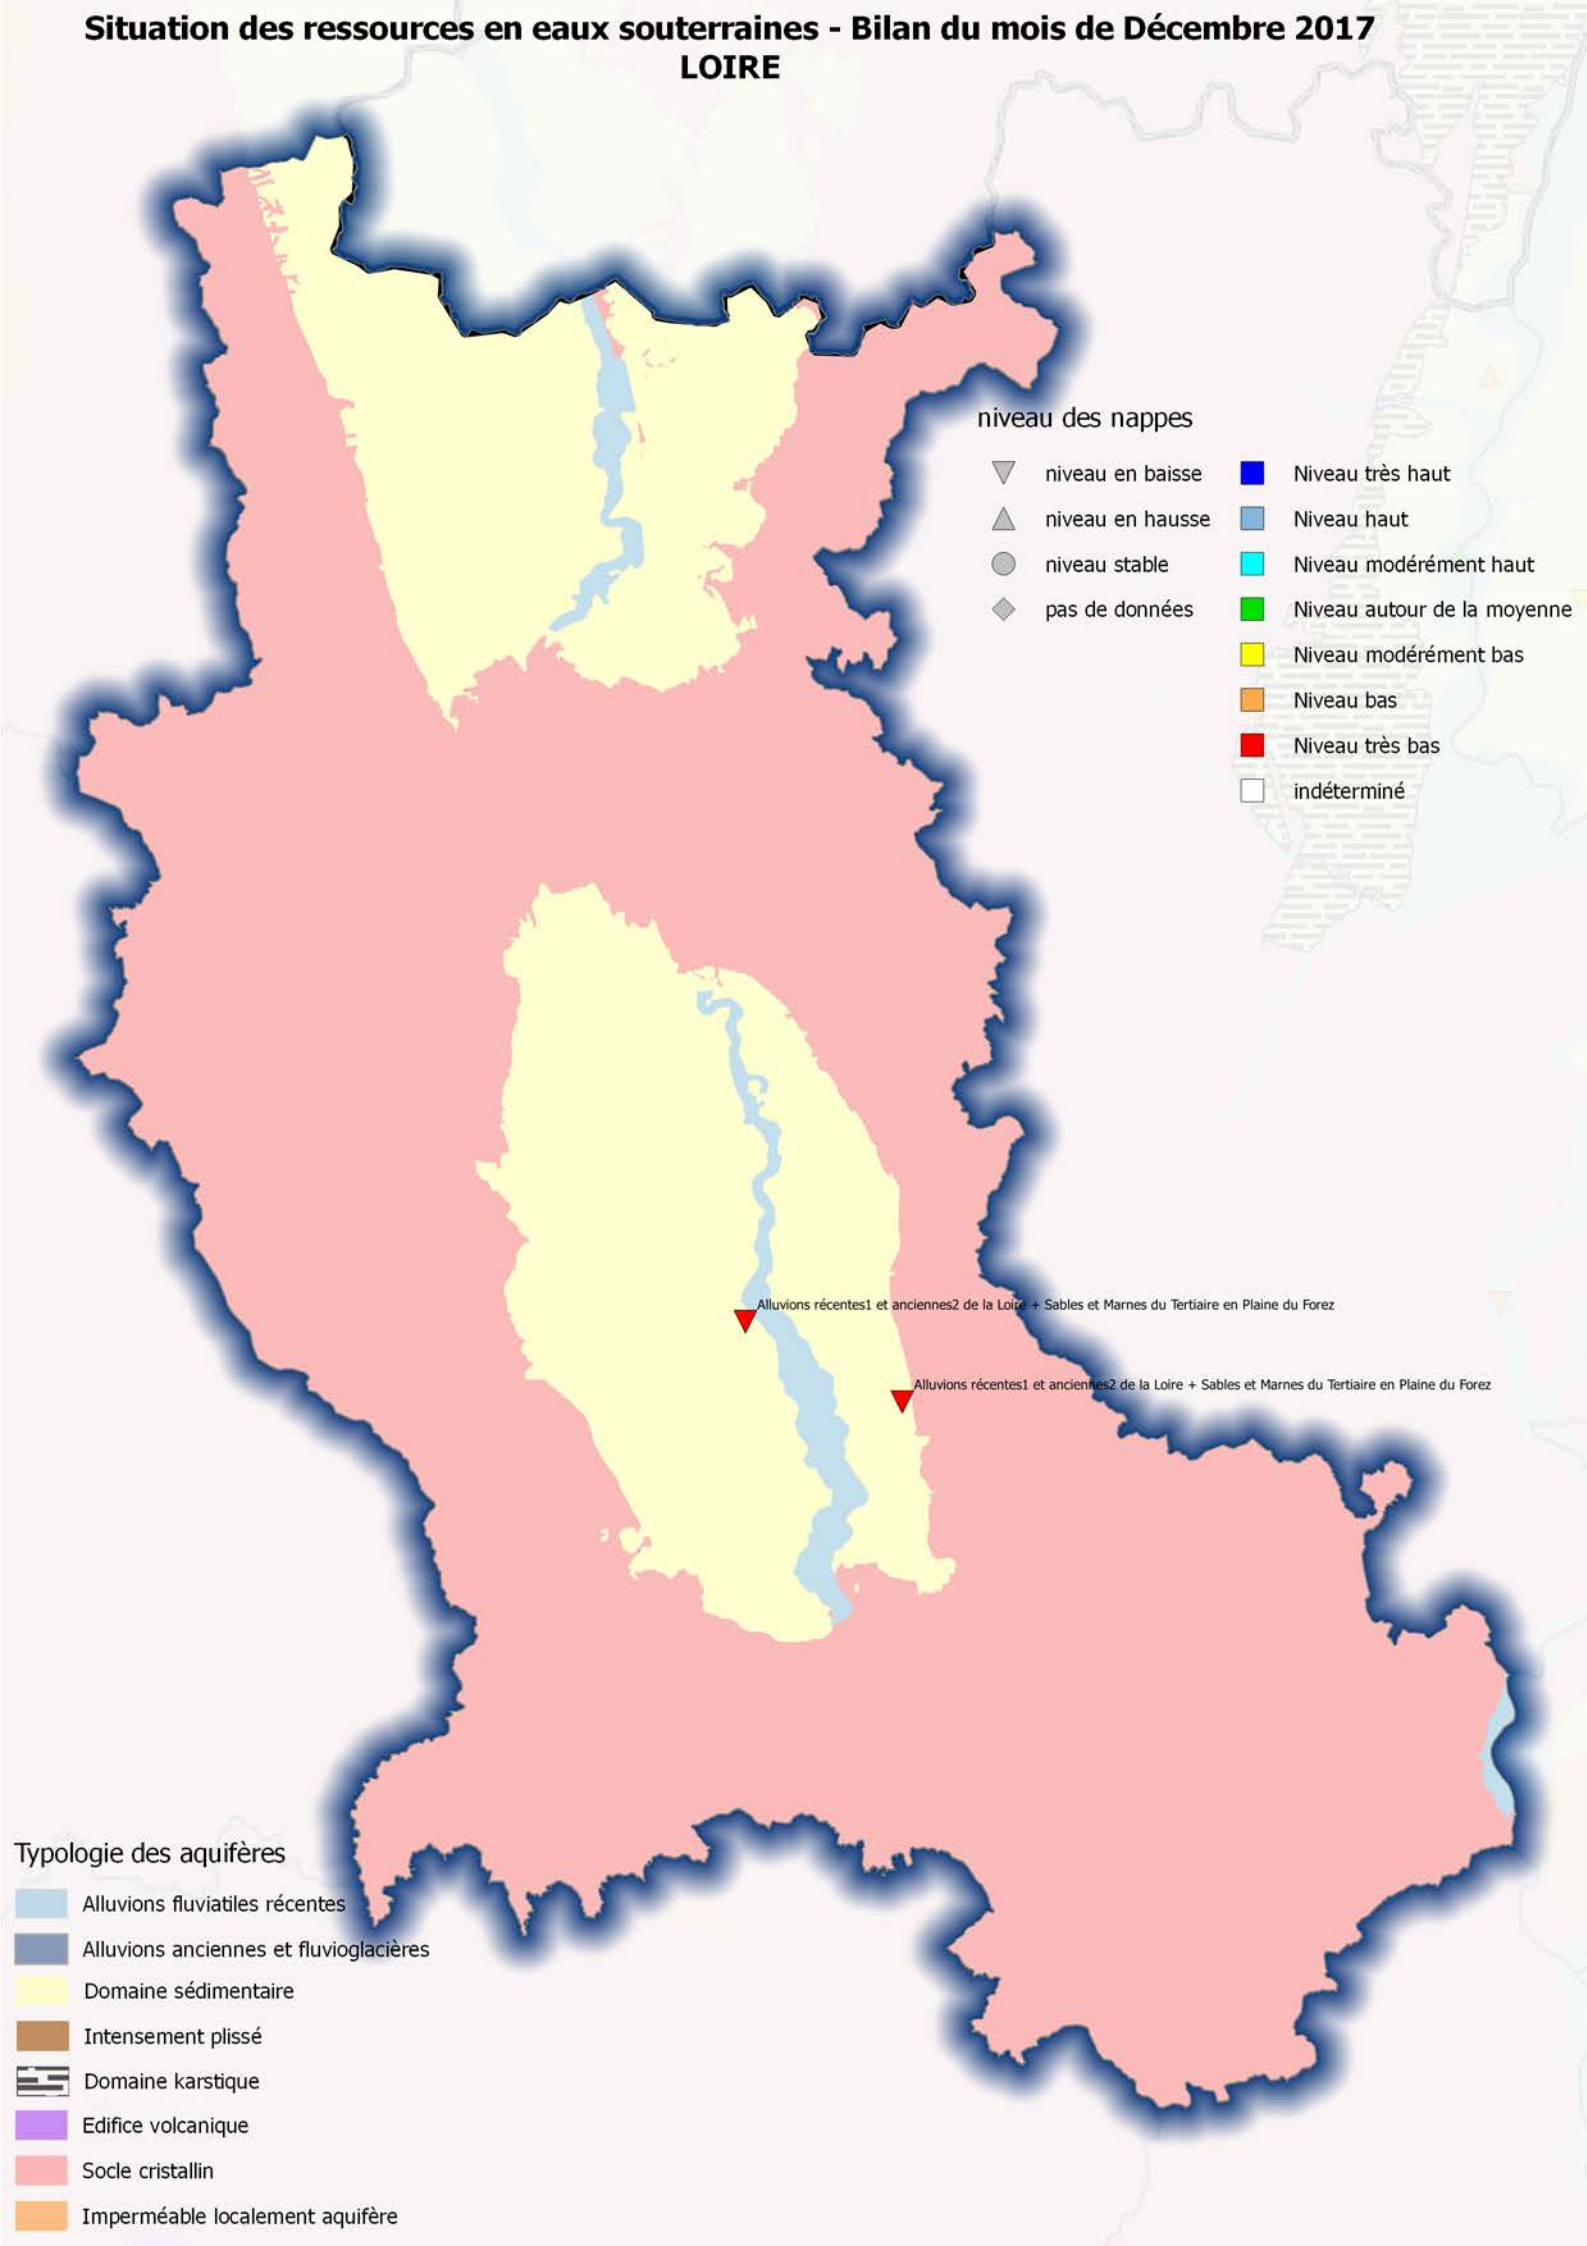 Situation des ressources en eaux souterraines - Bilan du mois de Décembre 2017
LOIRE
niveau des nappes
niveau en baisse
niveau en hausse
niveau stable
pas de données
Niveau très haut
Niveau haut
Niveau modérément haut
Niveau autour de la moyenne
Niveau modérément bas
Niveau bas
Niveau très bas
indéterminé
Alluvions récentes1 et anciennes2 de la Loire + Sables et Marnes du Tertiaire en Plaine du Forez
Alluvions récentes1 et anciennes2 de la Loire + Sables et Marnes du Tertiaire en Plaine du Forez
Typologie des aquifères
Alluvions fluviatiles récentes
Alluvions anciennes et fluvioglacières
Domaine sédimentaire
Intensement plissé
Domaine karstique
Edifice volcanique
Socle cristallin
Imperméable localement aquifère